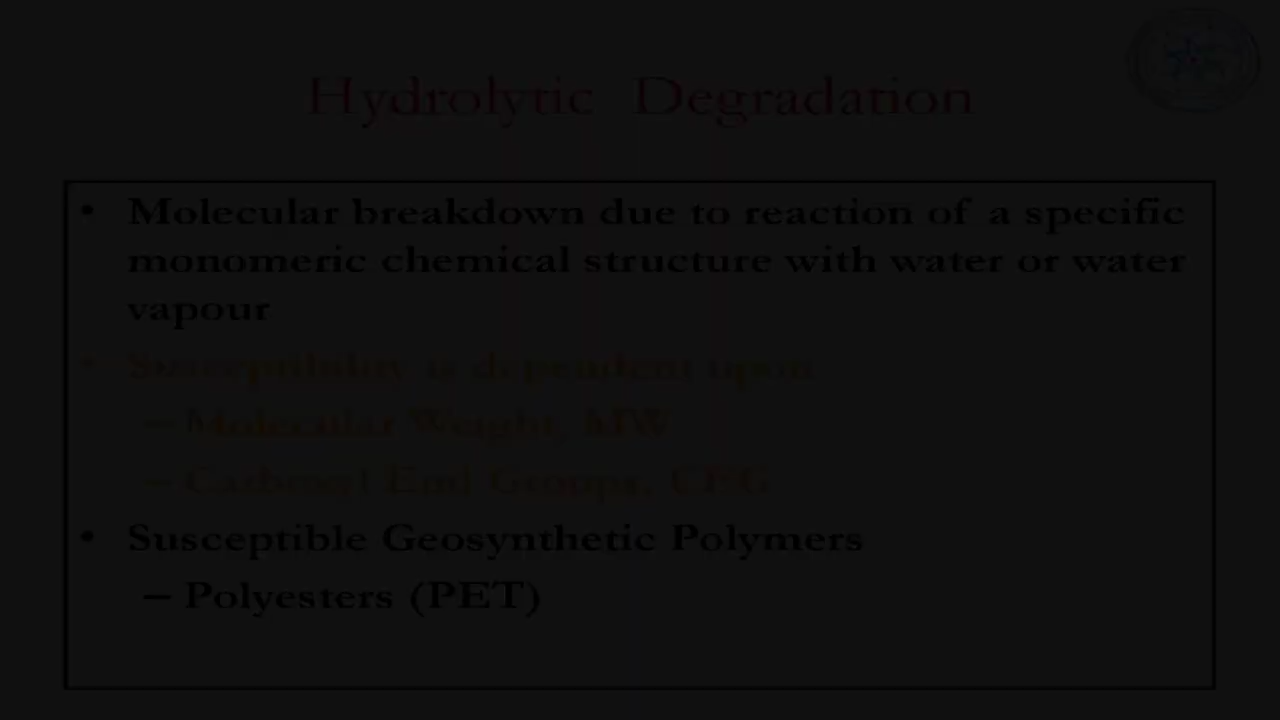 Hydrolytic Degradation
• Molecular breakdown due to reaction of a specific
monomeric chemical structure with water or water
vapour
• Susceptibility is dependent upon
– Molecular Weight, MW
– Carboxyl End Groups, CEG
• Susceptible Geosynthetic Polymers
– Polyesters (PET)